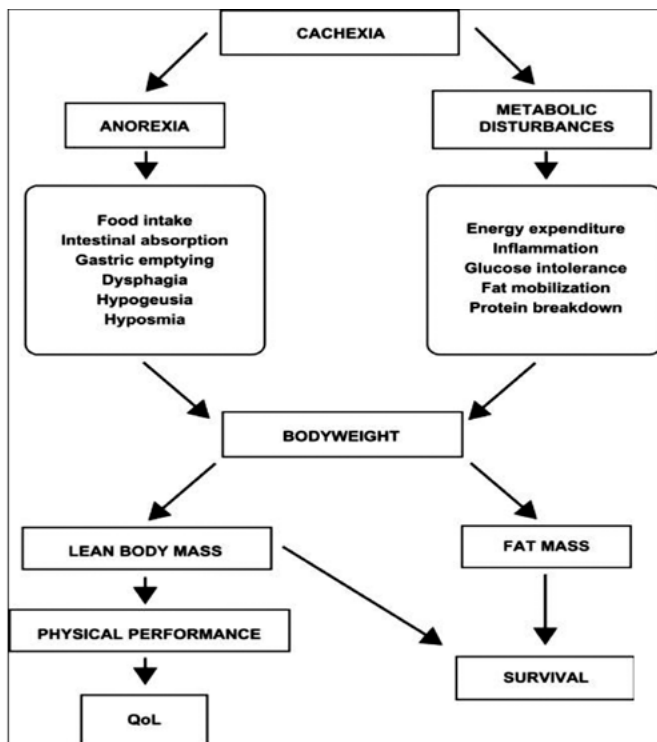 CACHEXIA
ANOREXIA
METABOLIC
DISTURBANCES
Food intake
Intestinal absorption
Gastric emptying
Dysphagia
Hypogeusia
Hyposmia
Energy expenditure
Inflammation
Glucose intolerance
Fat mobilization
Protein breakdown
BODYWEIGHT
LEAN BODY MASS
FAT MASS
PHYSICAL PERFORMANCE
SURVIVAL
QoL